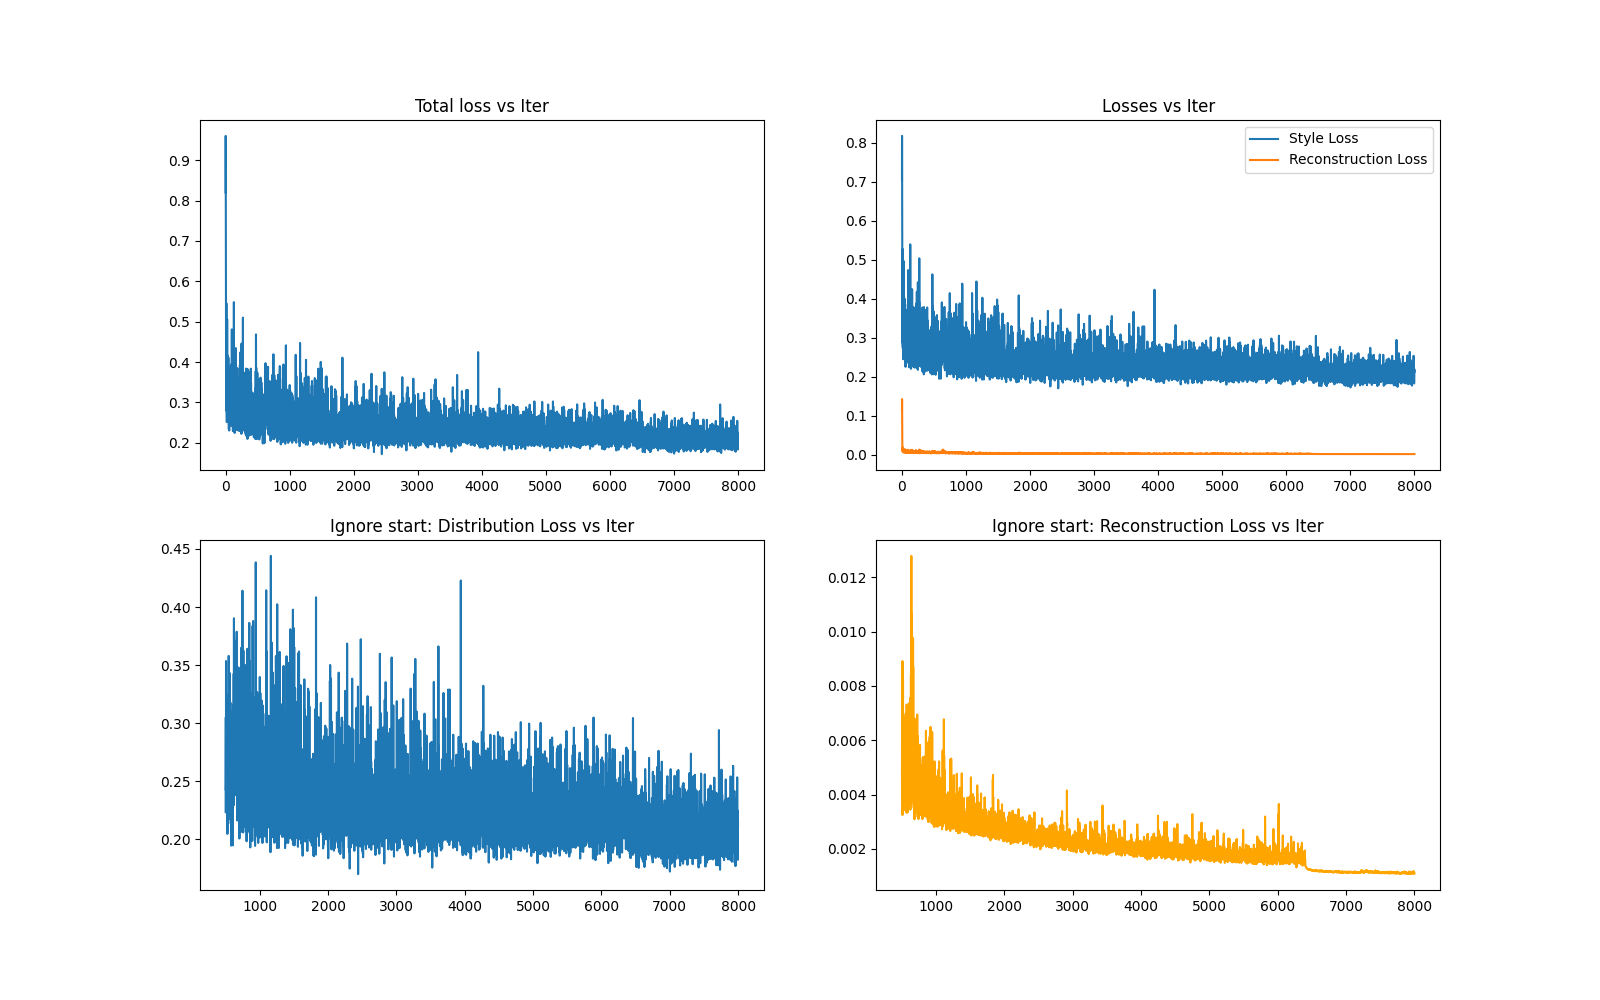 Total loss vs Iter
0.9
0.8
0.7
0.6
0.5
0.4
0.3
0.2
0 1000 2000 3000 4000 5000 6000 7000 8000
Losses vs Iter
Style Loss
Reconstruction Loss
0.8
0.7
0.6
0.5
0.4
0.3
0.2
0.1
0.0
0 1000 2000 3000 4000 5000 6000 7000 8000
Ignore start: Distribution Loss vs Iter
0.45
0.40
0.35
0.30
0.25
0.20
1000 2000 3000 4000 5000 6000 7000 8000
Ignore start: Reconstruction Loss vs Iter
0.012
0.010
0.008
0.006
0.004
0.002
1000 2000 3000 4000 5000 6000 7000 8000